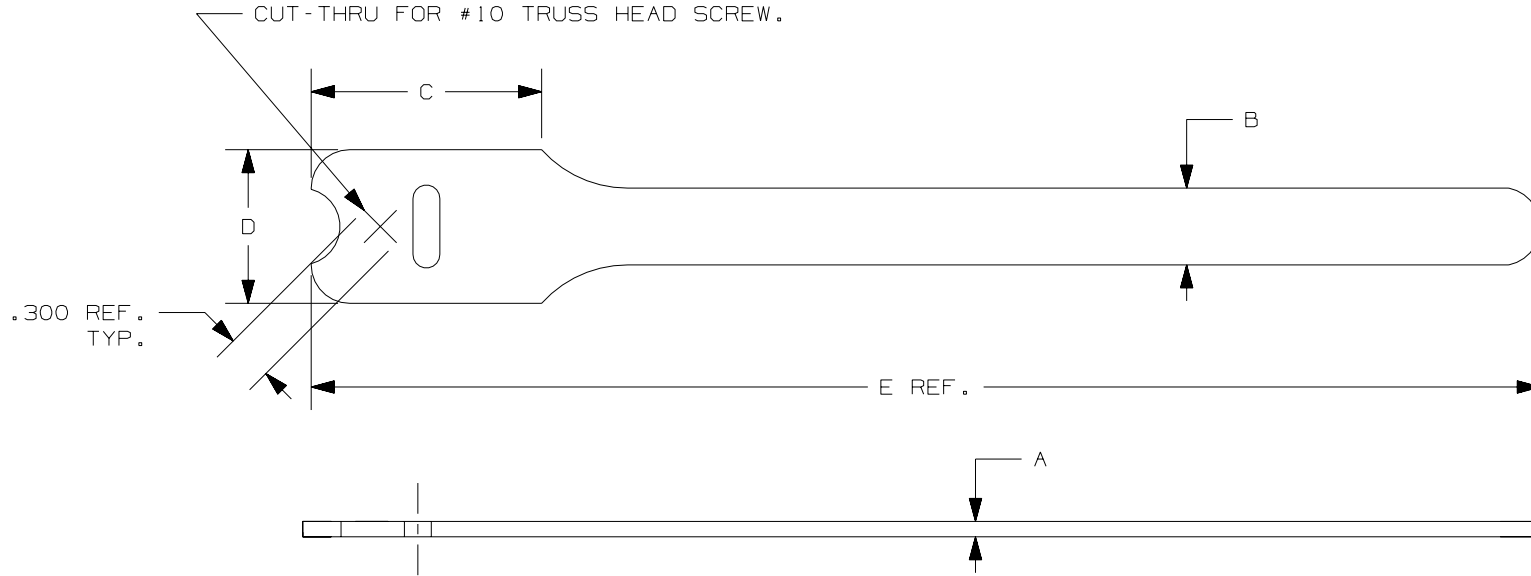 CUT-THRU FOR #10 TRUSS HEAD SCREW.
C
B
D
.300 REF.
TYP.
E REF.
A